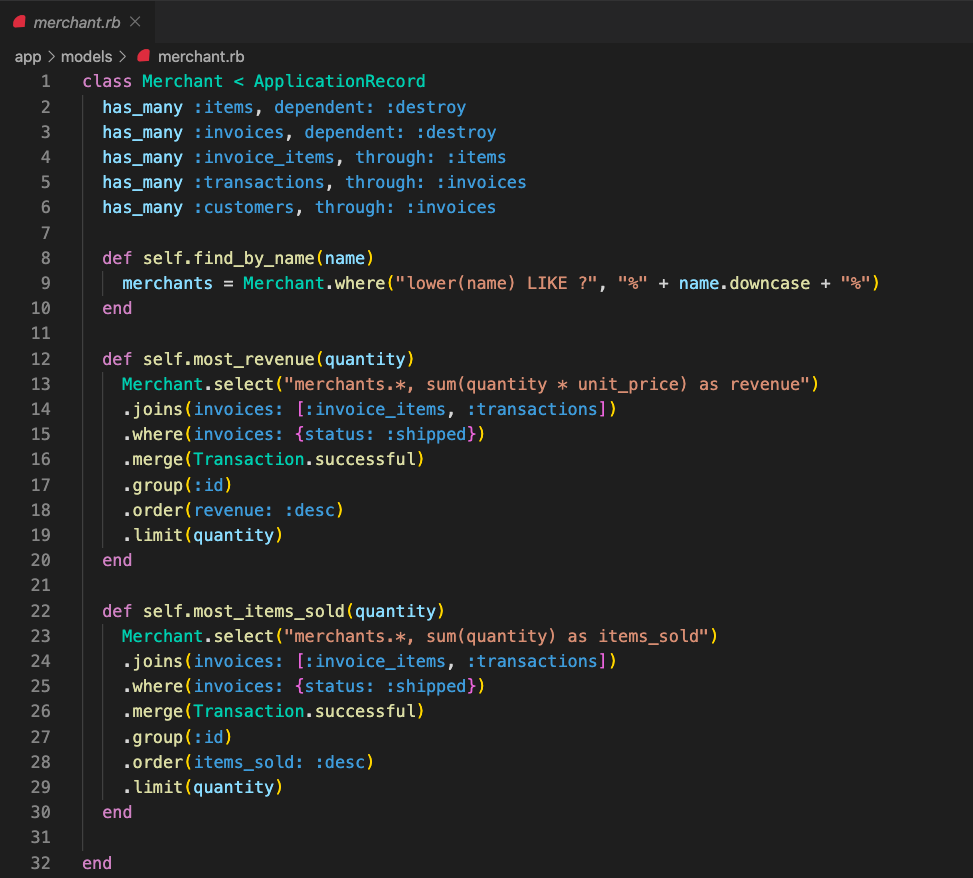 merchant.rb ×
app > models > merchant.rb
1 class Merchant < ApplicationRecord
2   has_many :items, dependent: :destroy
3   has_many :invoices, dependent: :destroy
4   has_many :invoice_items, through: :items
5   has_many :transactions, through: :invoices
6   has_many :customers, through: :invoices
7
8   def self.find_by_name(name)
9     merchants = Merchant.where("lower(name) LIKE ?", "%" + name.downcase + "%")
10   end
11
12   def self.most_revenue(quantity)
13     Merchant.select("merchants.*, sum(quantity * unit_price) as revenue")
14     .joins(invoices: [:invoice_items, :transactions])
15     .where(invoices: {status: :shipped})
16     .merge(Transaction.successful)
17     .group(:id)
18     .order(revenue: :desc)
19     .limit(quantity)
20   end
21
22   def self.most_items_sold(quantity)
23     Merchant.select("merchants.*, sum(quantity) as items_sold")
24     .joins(invoices: [:invoice_items, :transactions])
25     .where(invoices: {status: :shipped})
26     .merge(Transaction.successful)
27     .group(:id)
28     .order(items_sold: :desc)
29     .limit(quantity)
30   end
31
32 end